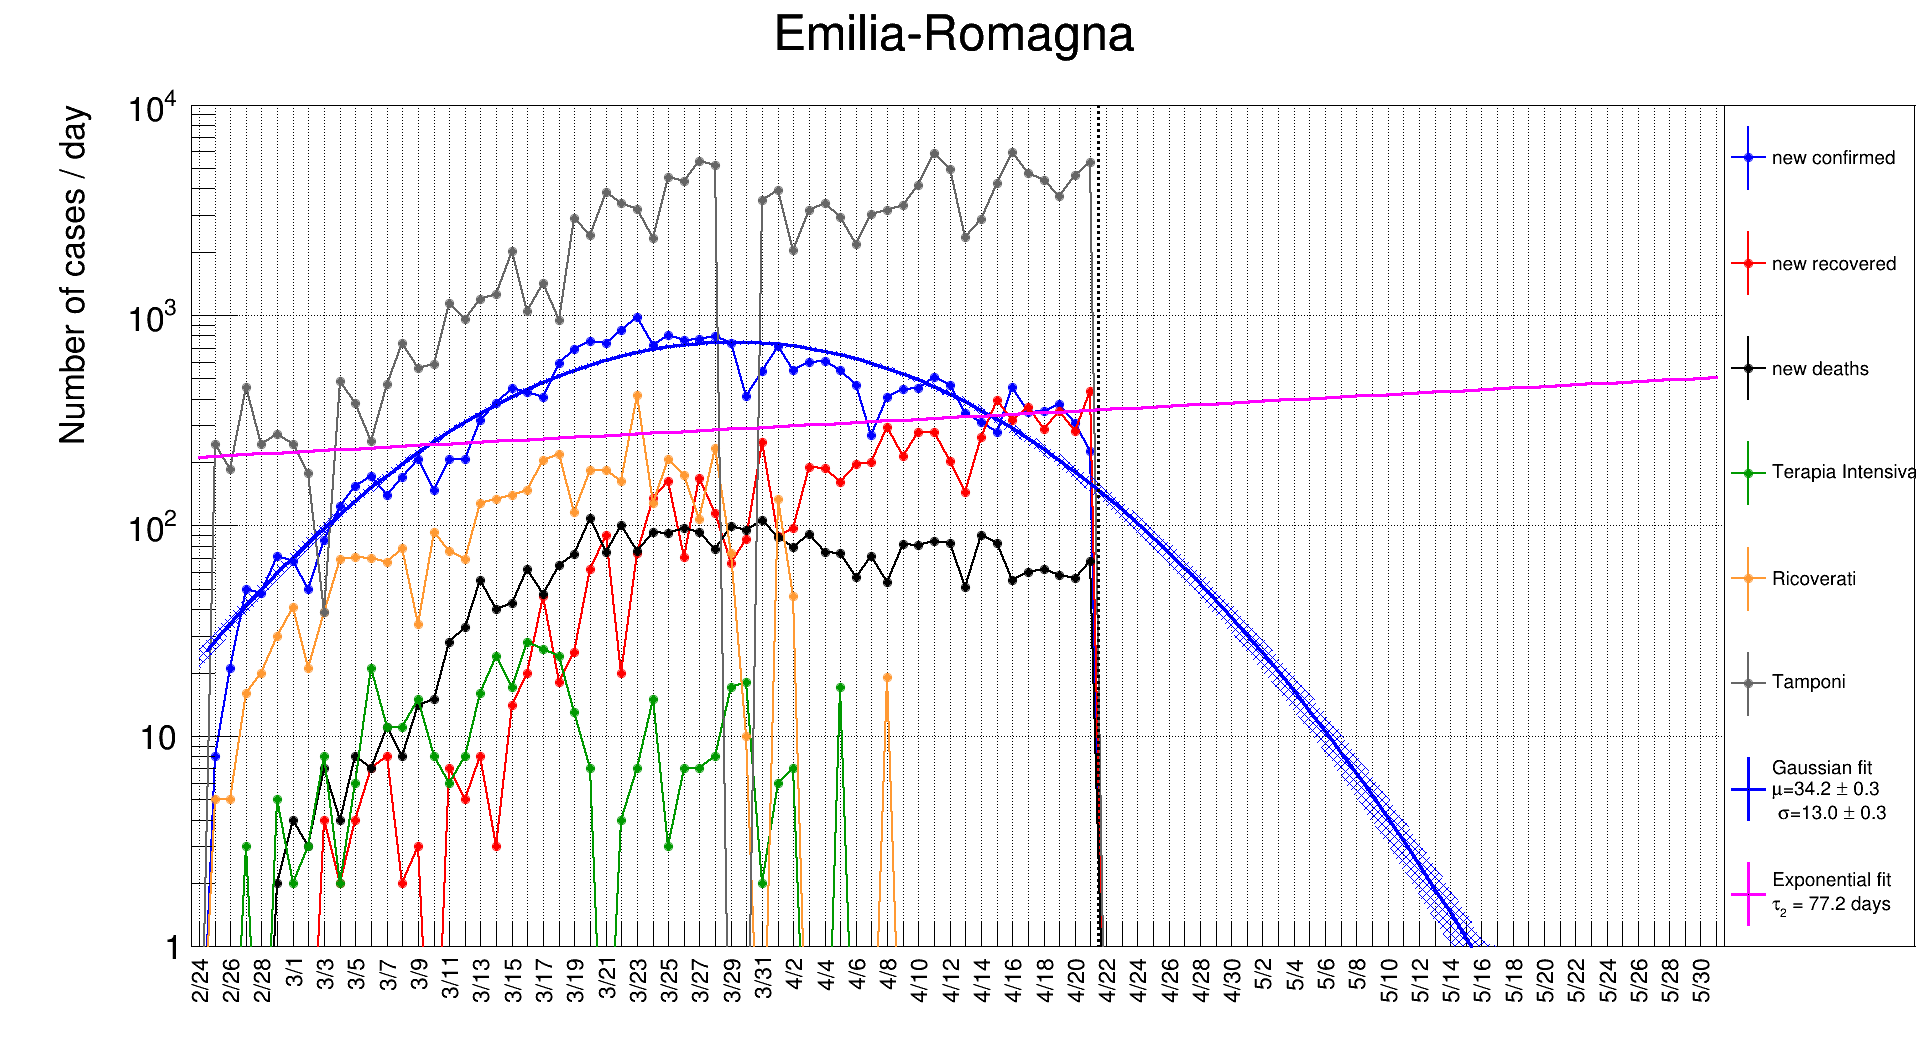 Emilia-Romagna
Number of cases / day
10^4
10^3
10^2
10
1
2/24 2/26 2/28 3/1 3/3 3/5 3/7 3/9 3/11 3/13 3/15 3/17 3/19 3/21 3/23 3/25 3/27 3/29 3/31 4/2 4/4 4/6 4/8 4/10 4/12 4/14 4/16 4/18 4/20 4/22 4/24 4/26 4/28 4/30 5/2 5/4 5/6 5/8 5/10 5/12 5/14 5/16 5/18 5/20 5/22 5/24 5/26 5/28 5/30
new confirmed
new recovered
new deaths
Terapia Intensiva
Ricoverati
Tamponi
Gaussian fit
μ=34.2 ± 0.3
σ=13.0 ± 0.3
Exponential fit
τ₂ = 77.2 days